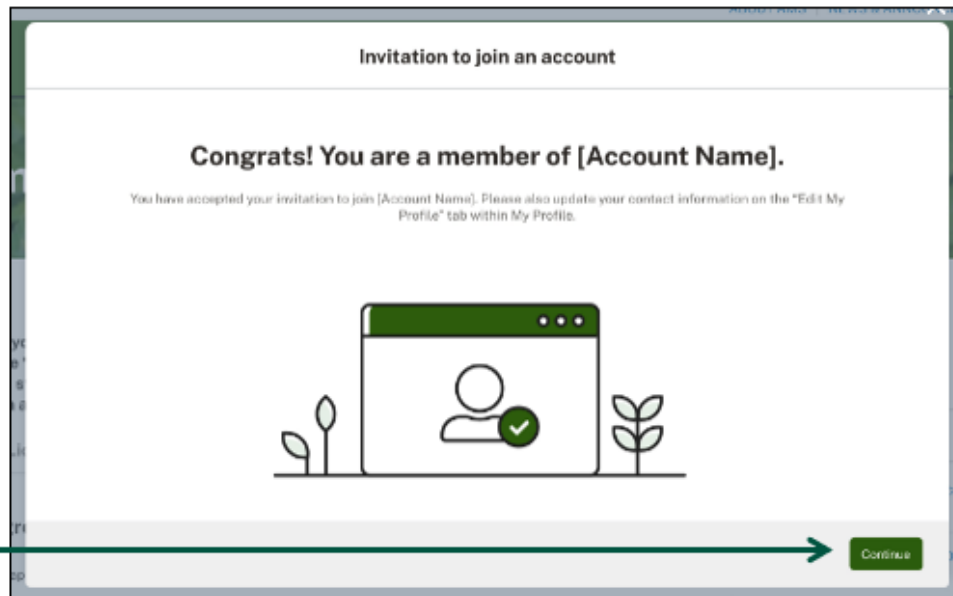 Invitation to join an account
Congrats! You are a member of [Account Name].
You have accepted your invitation to join [Account Name]. Please also update your contact information on the "Edit My
Profile" tab within My Profile.
Continue